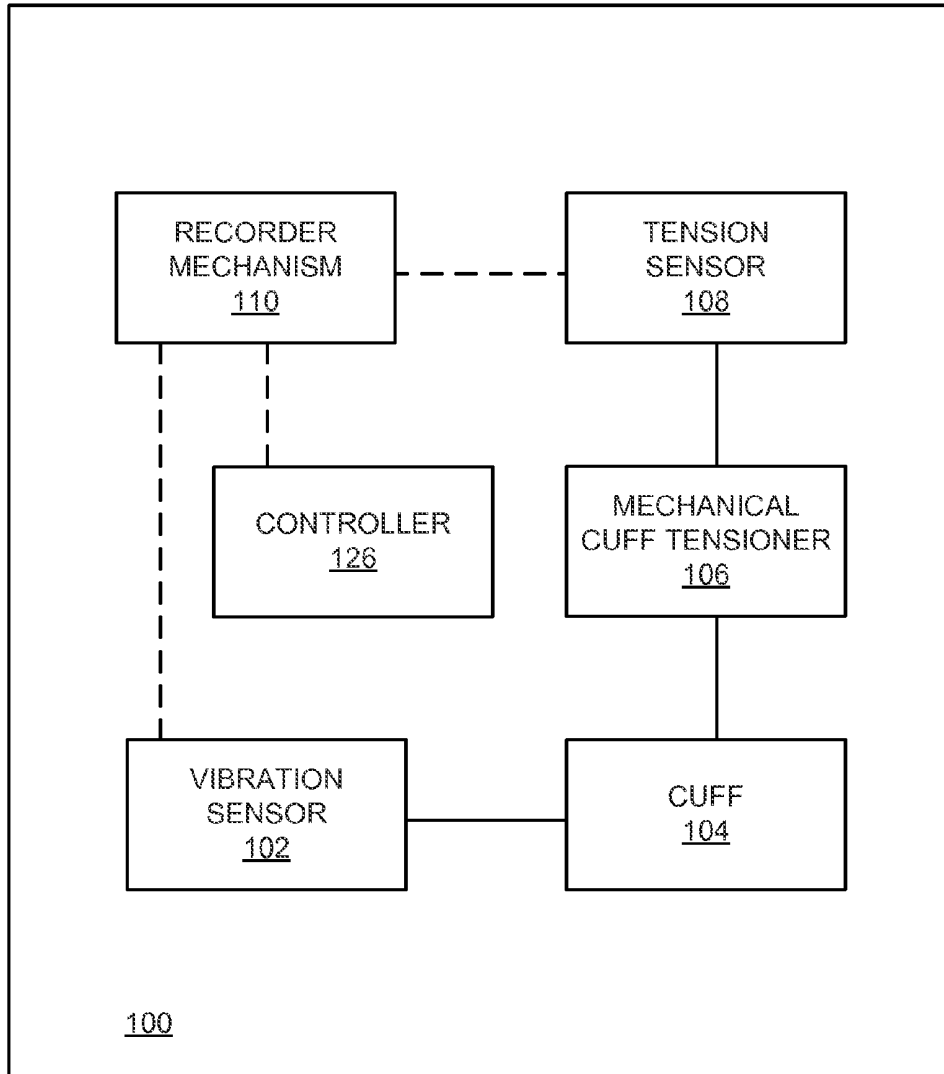 RECORDER
MECHANISM
110
TENSION
SENSOR
108
CONTROLLER
126
MECHANICAL
CUFF TENSIONER
106
VIBRATION
SENSOR
102
CUFF
104
100